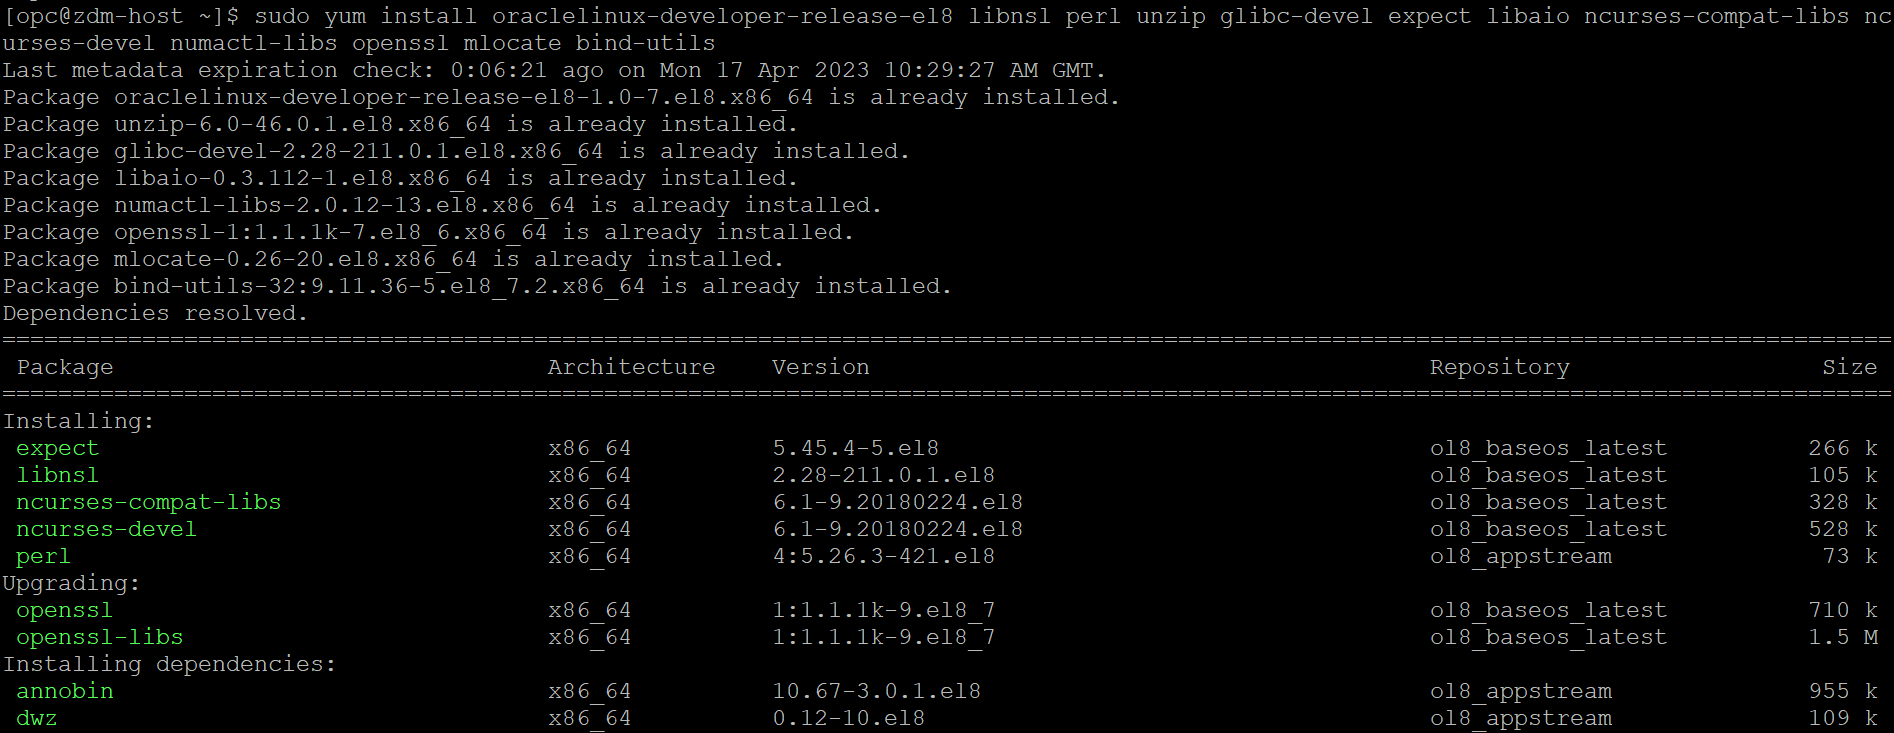 [opc@zdm-host ~]$ sudo yum install oraclelinux-developer-release-el8 libnsl perl unzip glibc-devel expect libaio ncurses-compat-libs nc
urses-devel numactl-libs openssl mlocate bind-utils
Last metadata expiration check: 0:06:21 ago on Mon 17 Apr 2023 10:29:27 AM GMT.
Package oraclelinux-developer-release-el8-1.0-7.el8.x86_64 is already installed.
Package unzip-6.0-46.0.1.el8.x86_64 is already installed.
Package glibc-devel-2.28-211.0.1.el8.x86_64 is already installed.
Package libaio-0.3.112-1.el8.x86_64 is already installed.
Package numactl-libs-2.0.12-13.el8.x86_64 is already installed.
Package openssl-1:1.1.1k-7.el8_6.x86_64 is already installed.
Package mlocate-0.26-20.el8.x86_64 is already installed.
Package bind-utils-32:9.11.36-5.el8_7.2.x86_64 is already installed.
Dependencies resolved.
Package Architecture Version Repository Size
Installing:
expect x86_64 5.45.4-5.el8 ol8_baseos_latest 266 k
libnsl x86_64 2.28-211.0.1.el8 ol8_baseos_latest 105 k
ncurses-compat-libs x86_64 6.1-9.20180224.el8 ol8_baseos_latest 328 k
ncurses-devel x86_64 6.1-9.20180224.el8 ol8_baseos_latest 528 k
perl x86_64 4:5.26.3-421.el8 ol8_appstream 73 k
Upgrading:
openssl x86_64 1:1.1.1k-9.el8_7 ol8_baseos_latest 710 k
openssl-libs x86_64 1:1.1.1k-9.el8_7 ol8_baseos_latest 1.5 M
Installing dependencies:
annobin x86_64 10.67-3.0.1.el8 ol8_appstream 955 k
dwz x86_64 0.12-10.el8 ol8_appstream 109 k